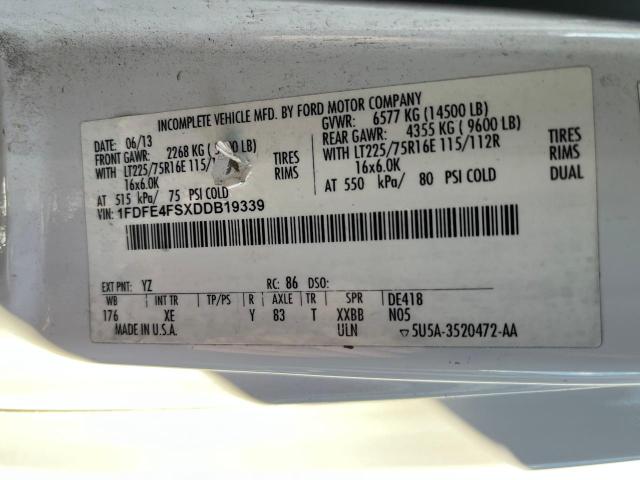 INCOMPLETE VEHICLE MFD. BY FORD MOTOR COMPANY
DATE: 06/13 GVWR: 6577 KG (14500 LB)
FRONT GAWR: 2268 KG ( LB) REAR GAWR: 4355 KG ( 9600 LB)
WITH LT225/75R16E 115/ TIRES WITH LT225/75R16E 115/112R TIRES
16x6.0K RIMS 16x6.0K RIMS
AT 515 kPa/ 75 PSI COLD AT 550 kPa/ 80 PSI COLD DUAL
VIN: 1FDFE4FSXDDB19339
EXT PNT: YZ RC: 86 DSO:
WB INT TR TP/PS R AXLE TR SPR DE418
176 XE Y 83 T XXBB N05
MADE IN U.S.A. ULN ▽5U5A-3520472-AA